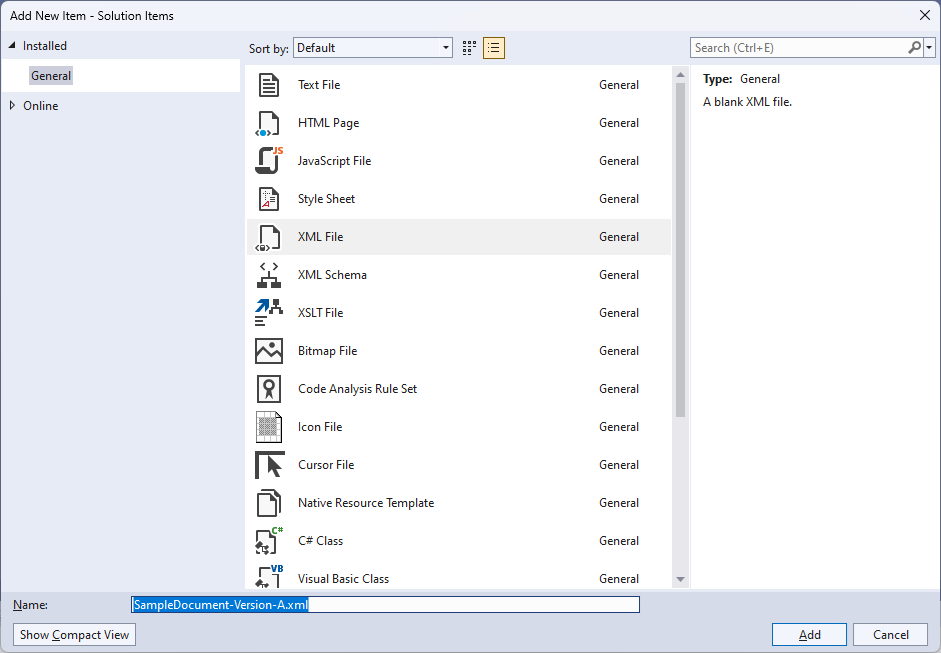 Add New Item - Solution Items
Installed
General
Online
Sort by: Default
Search (Ctrl+E)
Text File General
HTML Page General
JS
JavaScript File General
Style Sheet General
XML File General
XML Schema General
XSLT File General
Bitmap File General
Code Analysis Rule Set General
Icon File General
Cursor File General
Native Resource Template General
C#
C# Class General
VB
Visual Basic Class General
Type: General
A blank XML file.
Name: SampleDocument-Version-A.xml
Show Compact View
Add
Cancel